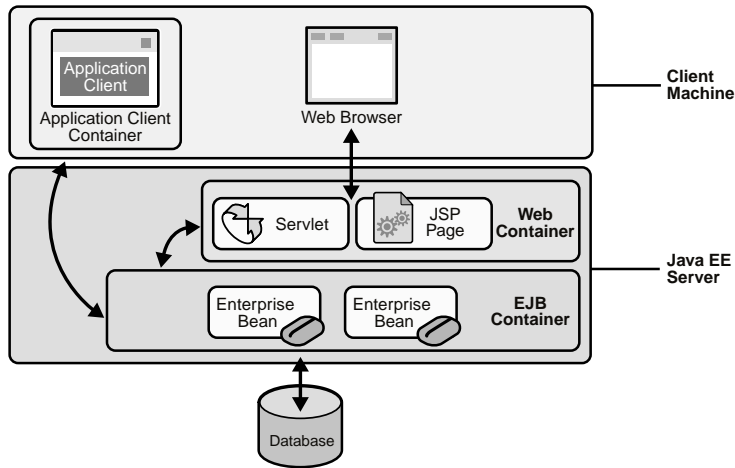 Application
Client
Application Client
Container
Web Browser
Client
Machine
Servlet
JSP
Page
Web
Container
Java EE
Server
Enterprise
Bean
Enterprise
Bean
EJB
Container
Database